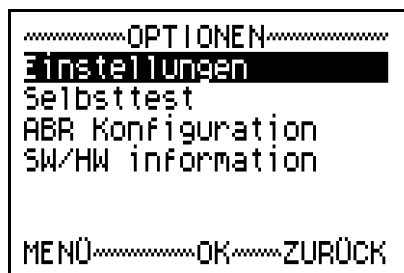 OPTIONEN
Einstellungen
Selbsttest
ABR Konfiguration
SW/HW information
MENÜ OK ZURÜCK